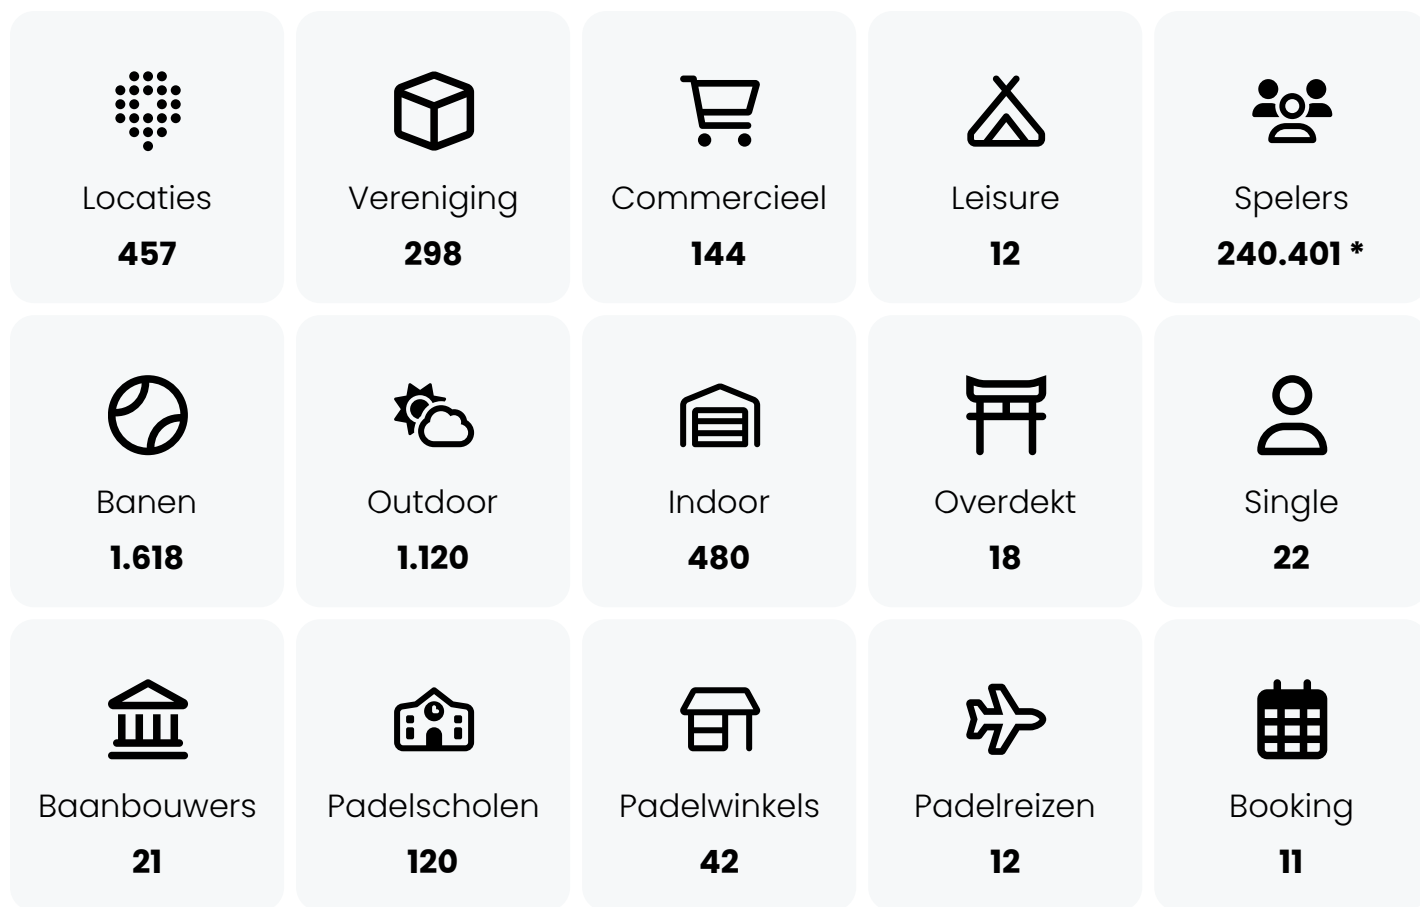 Locaties
457
Vereniging
298
Commercieel
144
Leisure
12
Spelers
240.401 *
Banen
1.618
Outdoor
1.120
Indoor
480
Overdekt
18
Single
22
Baanbouwers
21
Padelscholen
120
Padelwinkels
42
Padelreizen
12
Booking
11